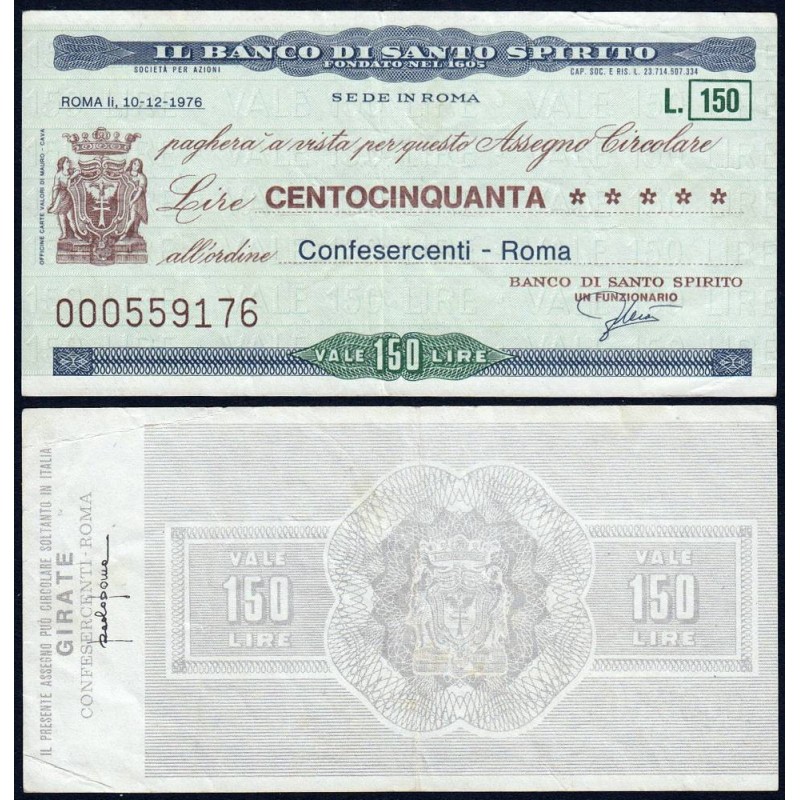 IL BANCO DI SANTO SPIRITO
FONDATO NEL 1605
SOCIETÀ PER AZIONI
CAP. SOC. E RIS. L. 23.714.507.334
ROMA lì, 10-12-1976
SEDE IN ROMA
L. 150
pagherà a vista per questo Assegno Circolare
Lire CENTOCINQUANTA * * * * *
all'ordine Confesercenti - Roma
BANCO DI SANTO SPIRITO
UN FUNZIONARIO
000559176
VALE 150 LIRE
OFFICINE CARTE VALORI DI MAURO - CAVA
IL PRESENTE ASSEGNO PUÒ CIRCOLARE SOLTANTO IN ITALIA
GIRATE
CONFESERCENTI-ROMA
VALE
150
LIRE
VALE
150
LIRE